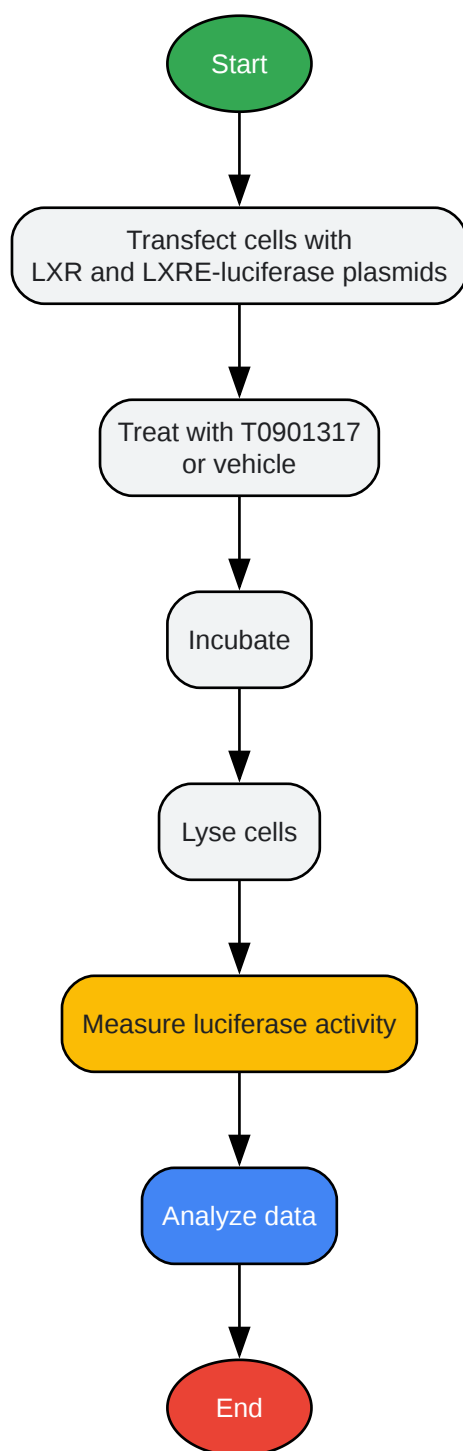 Start
Transfect cells with
LXR and LXRE-luciferase plasmids
Treat with T0901317
or vehicle
Incubate
Lyse cells
Measure luciferase activity
Analyze data
End